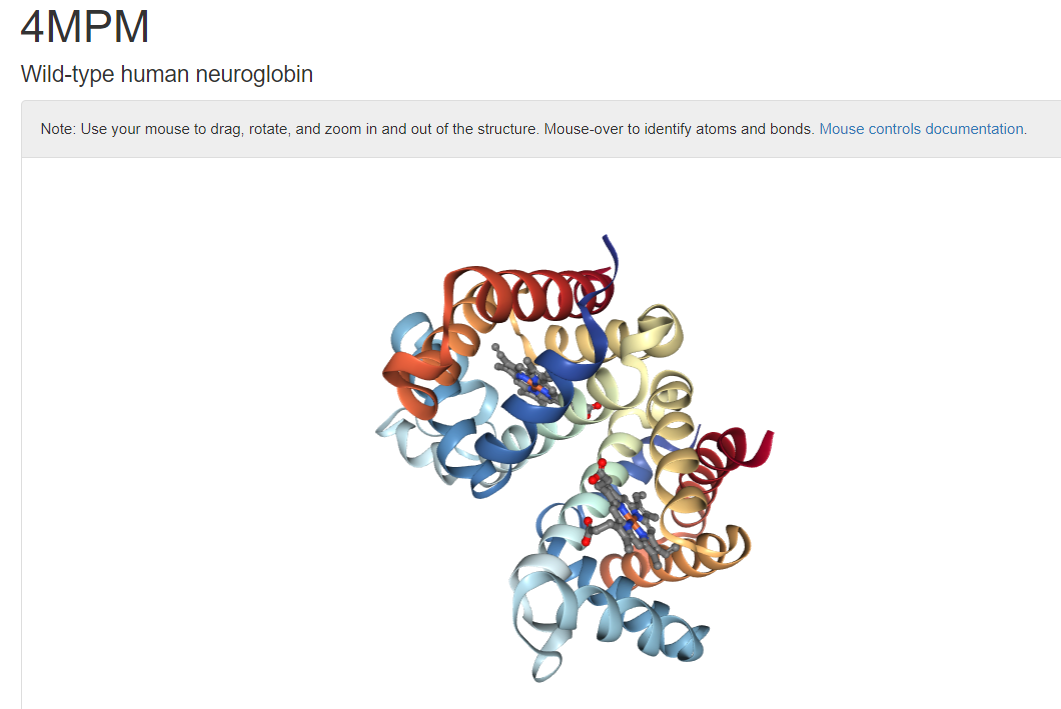 4MPM
Wild-type human neuroglobin
Note: Use your mouse to drag, rotate, and zoom in and out of the structure. Mouse-over to identify atoms and bonds. Mouse controls documentation.